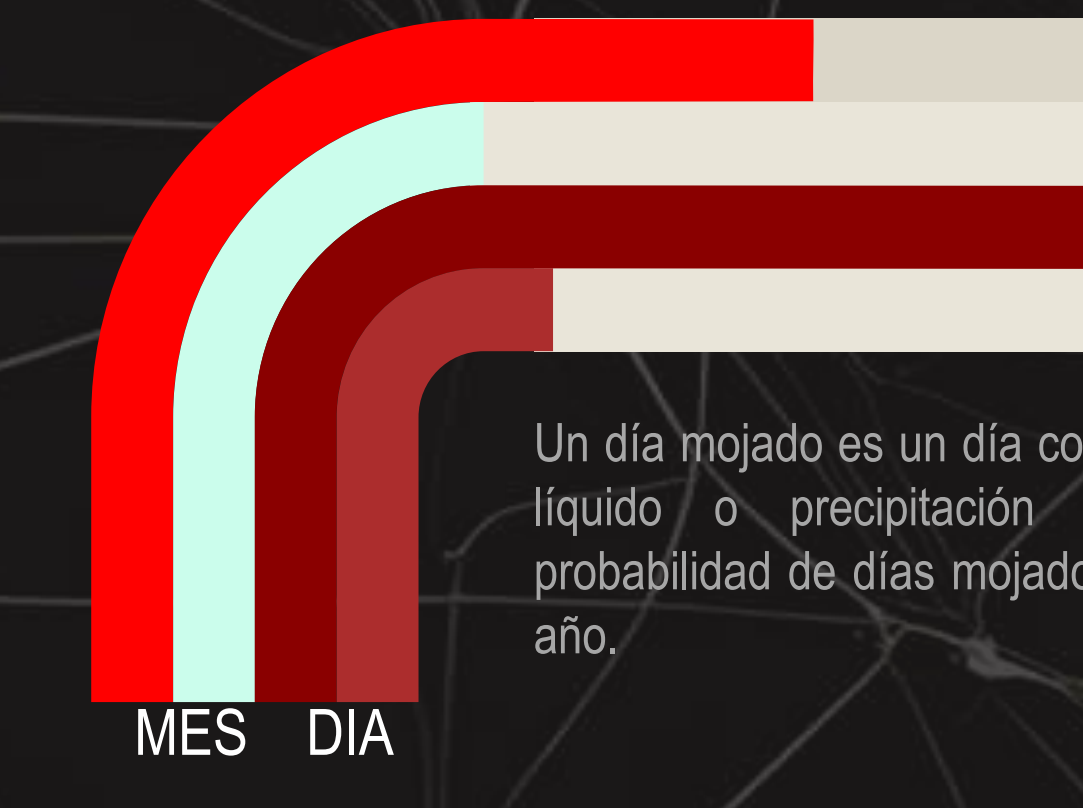 Un día mojado es un día co
líquido o precipitación
probabilidad de días mojado
año.
MES DIA